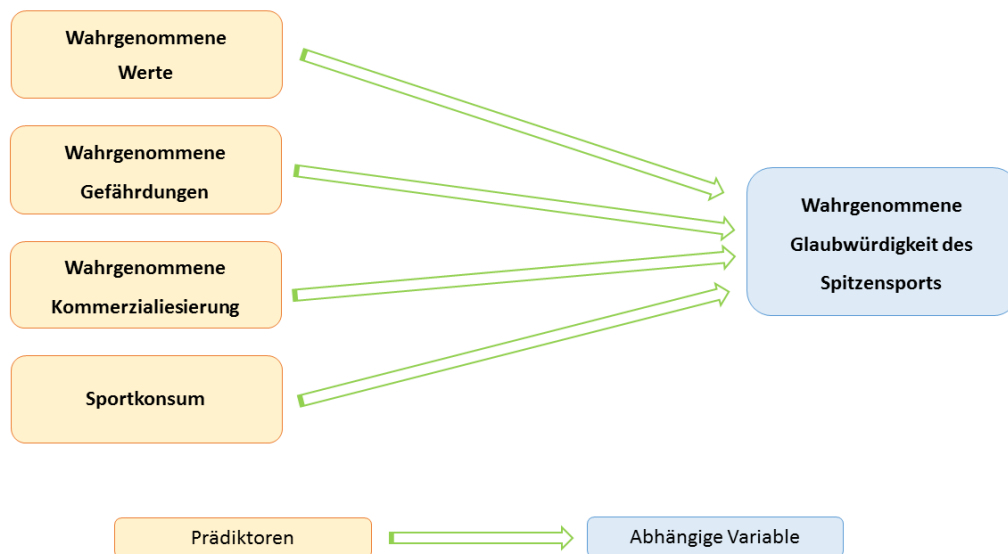 Wahrgenommene
Werte
Wahrgenommene
Gefährdungen
Wahrgenommene
Kommerzialiesierung
Sportkonsum
Wahrgenommene
Glaubwürdigkeit des
Spitzensports
Prädiktoren
Abhängige Variable